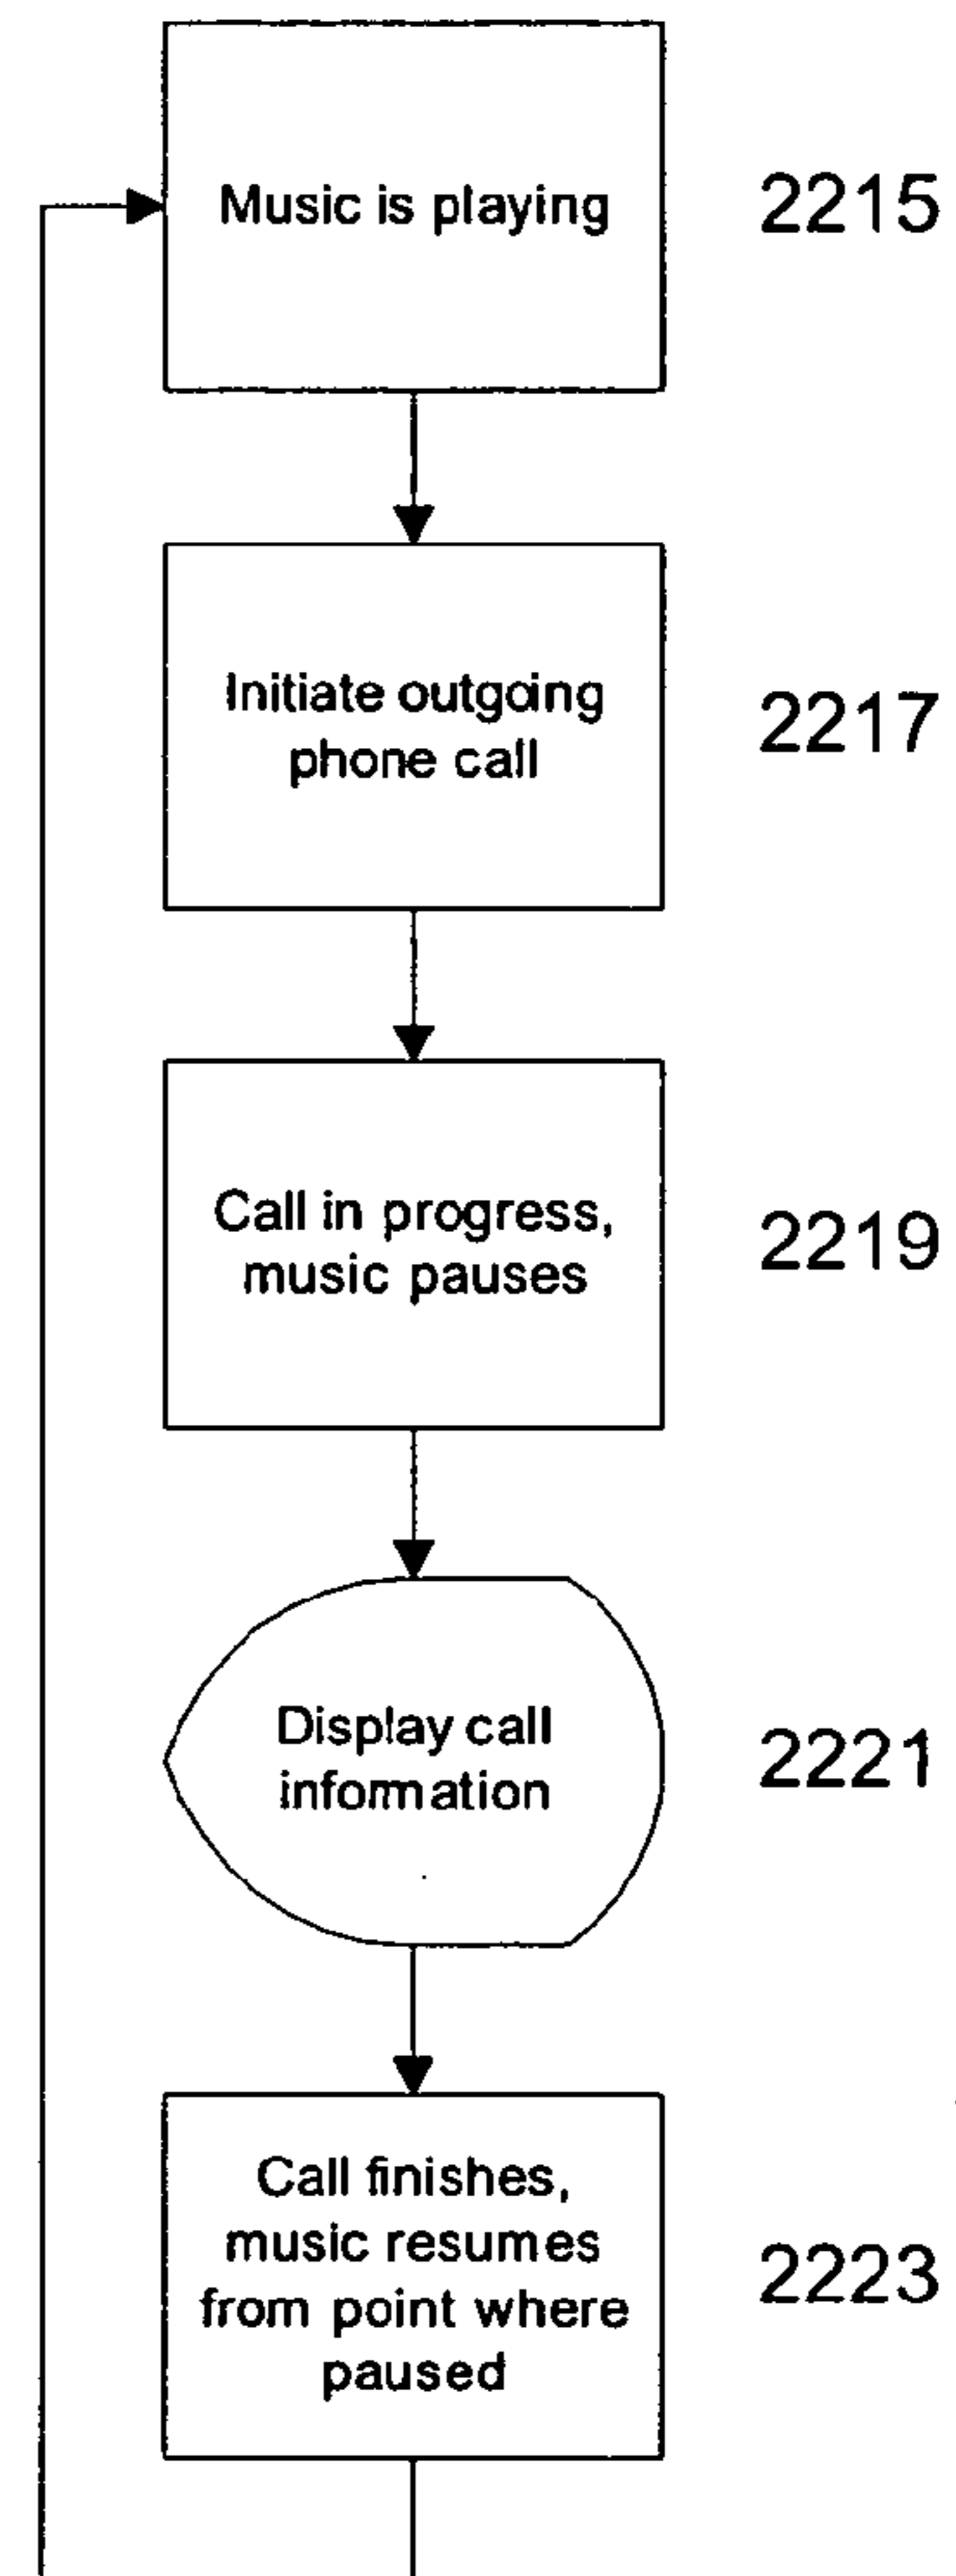 Music is playing
2215
Initiate outgoing
phone call
2217
Call in progress,
music pauses
2219
Display call
information
2221
Call finishes,
music resumes
from point where
paused
2223